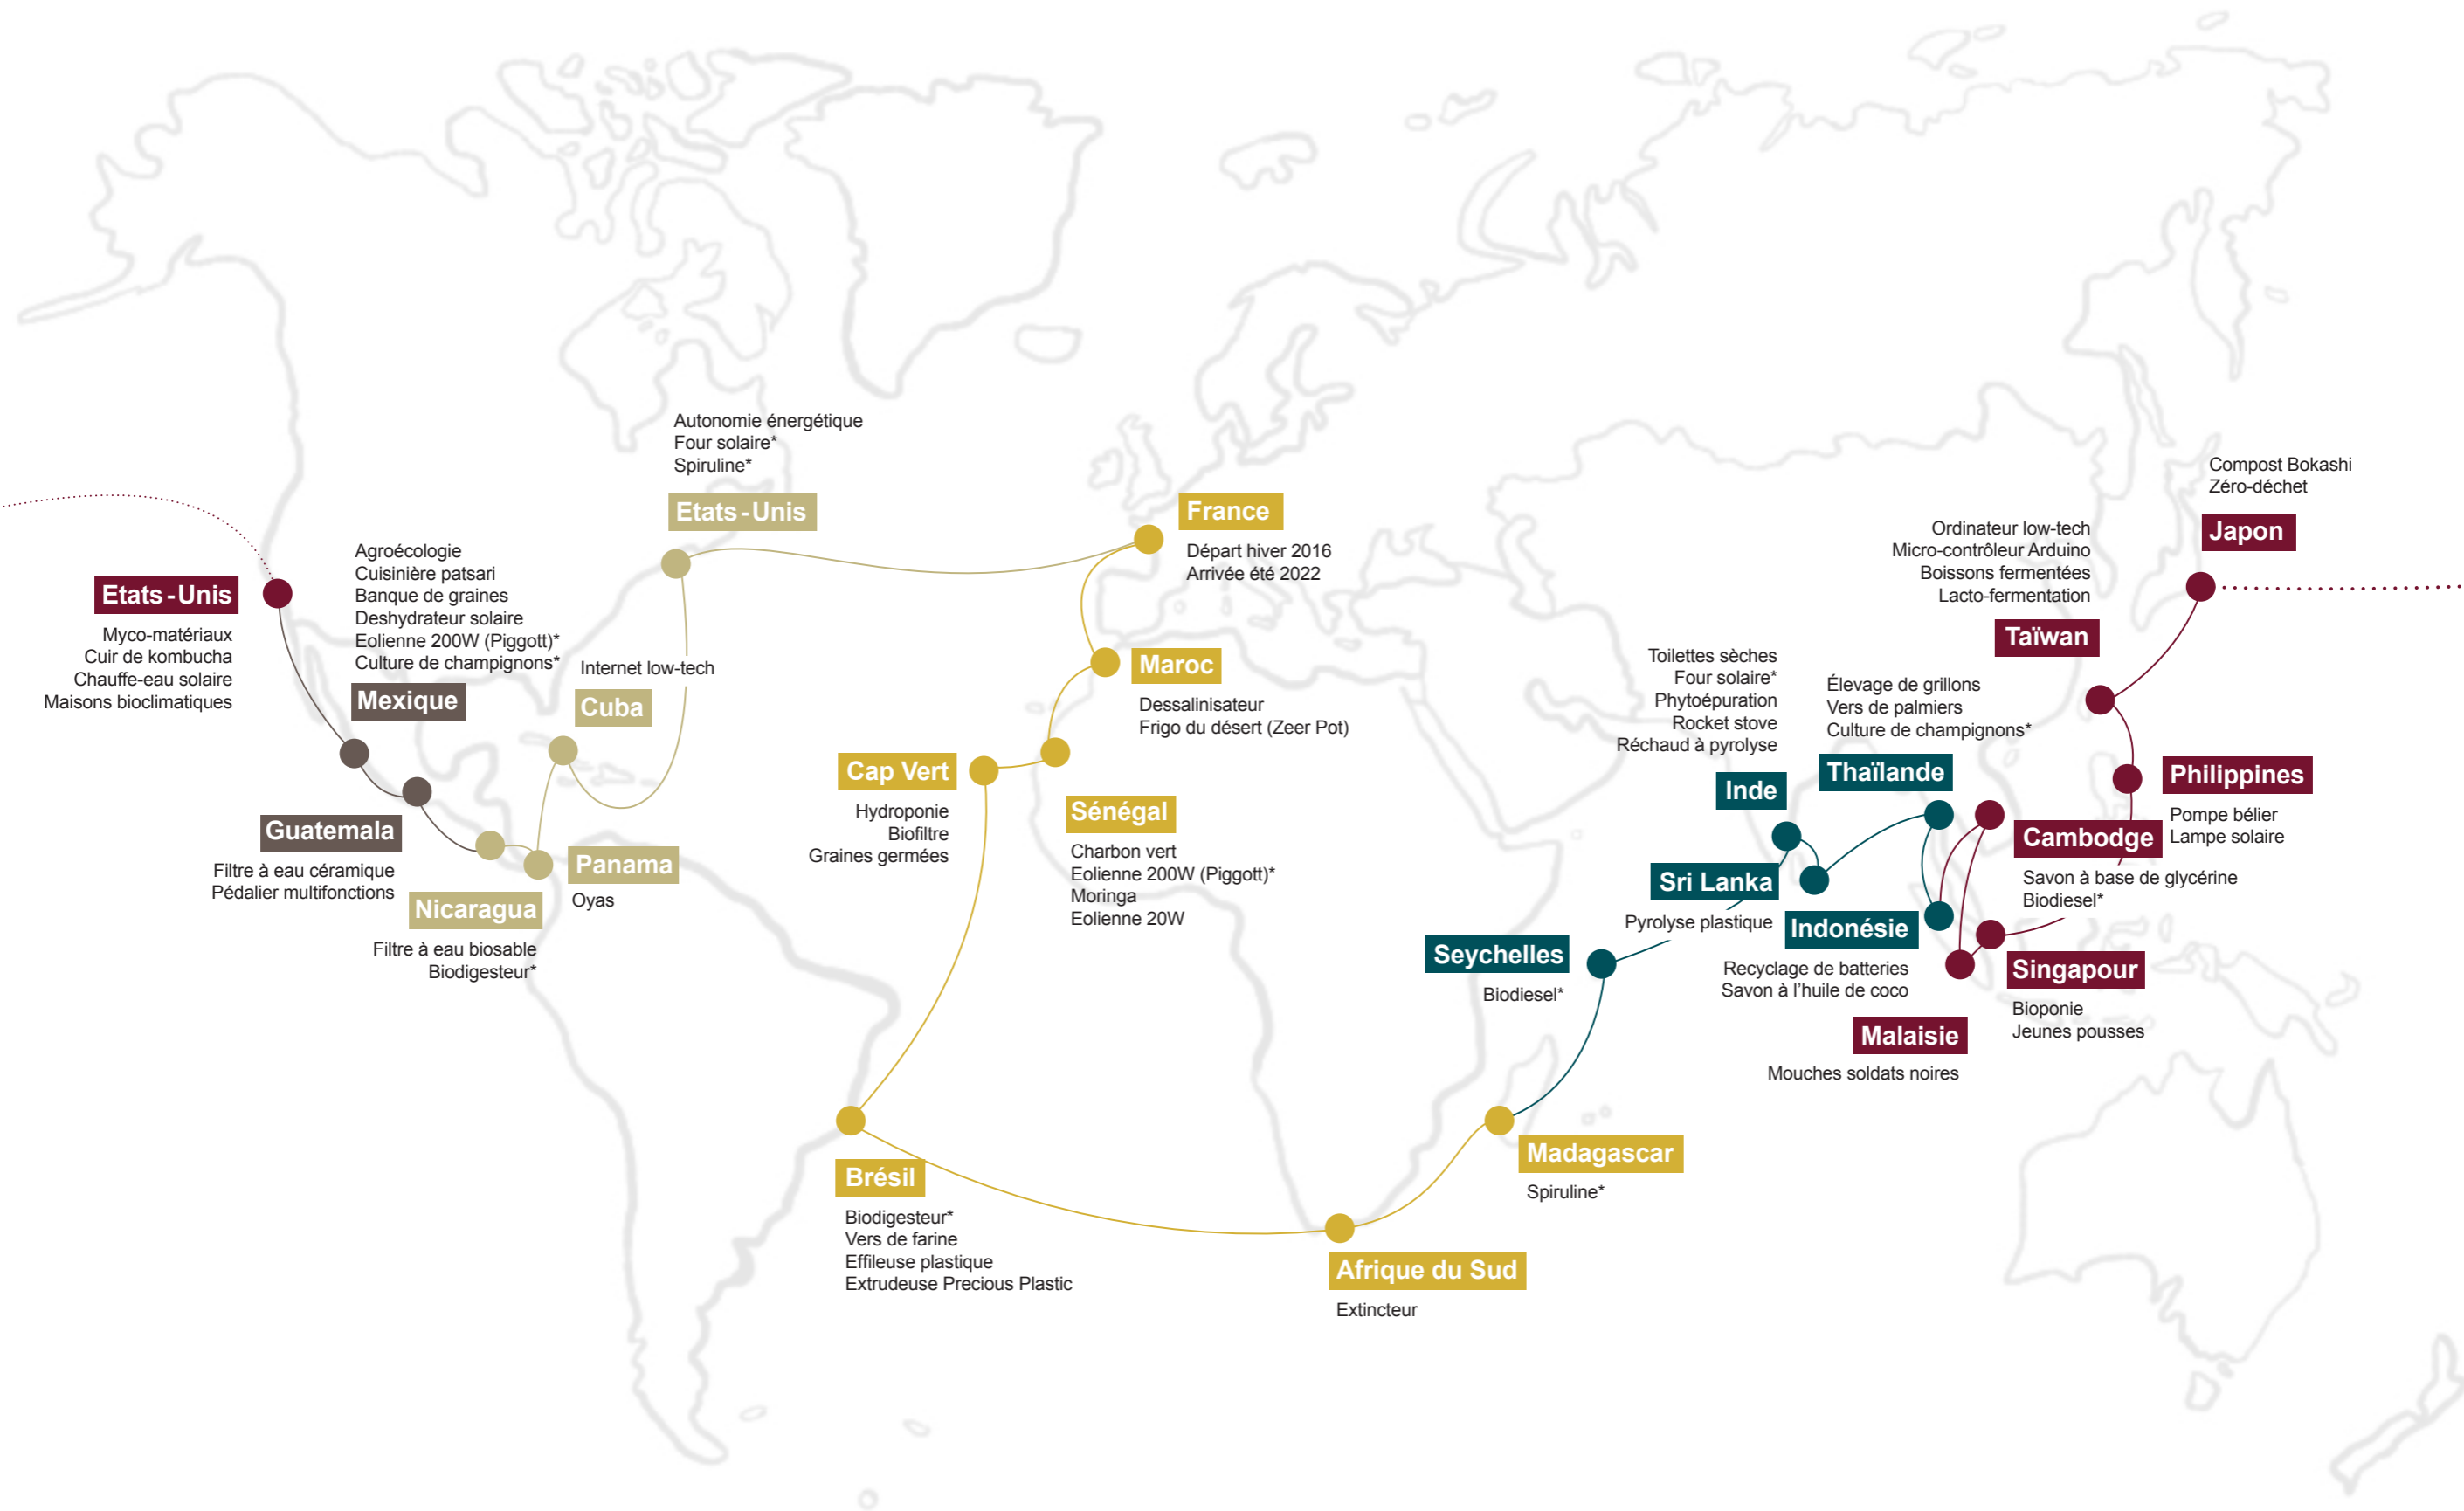 Autonomie énergétique
Four solaire*
Spiruline*
Etats-Unis
Etats-Unis
Myco-matériaux
Cuir de kombucha
Chauffe-eau solaire
Maisons bioclimatiques
Agroécologie
Cuisinière patsari
Banque de graines
Deshydrateur solaire
Eolienne 200W (Piggott)*
Culture de champignons*
Mexique
Internet low-tech
Cuba
Guatemala
Filtre à eau céramique
Pédalier multifonctions
Nicaragua
Filtre à eau biosable
Biodigesteur*
Panama
Oyas
France
Départ hiver 2016
Arrivée été 2022
Maroc
Dessalinisateur
Frigo du désert (Zeer Pot)
Cap Vert
Hydroponie
Biofiltre
Graines germées
Sénégal
Charbon vert
Eolienne 200W (Piggott)*
Moringa
Eolienne 20W
Brésil
Biodigesteur*
Vers de farine
Effileuse plastique
Extrudeuse Precious Plastic
Afrique du Sud
Extincteur
Madagascar
Spiruline*
Seychelles
Biodiesel*
Toilettes sèches
Four solaire*
Phytoépuration
Rocket stove
Réchaud à pyrolyse
Inde
Sri Lanka
Pyrolyse plastique
Élevage de grillons
Vers de palmiers
Culture de champignons*
Thaïlande
Indonésie
Recyclage de batteries
Savon à l'huile de coco
Malaisie
Mouches soldats noires
Singapour
Bioponie
Jeunes pousses
Cambodge
Savon à base de glycérine
Biodiesel*
Philippines
Pompe bélier
Lampe solaire
Ordinateur low-tech
Micro-contrôleur Arduino
Boissons fermentées
Lacto-fermentation
Taïwan
Compost Bokashi
Zéro-déchet
Japon